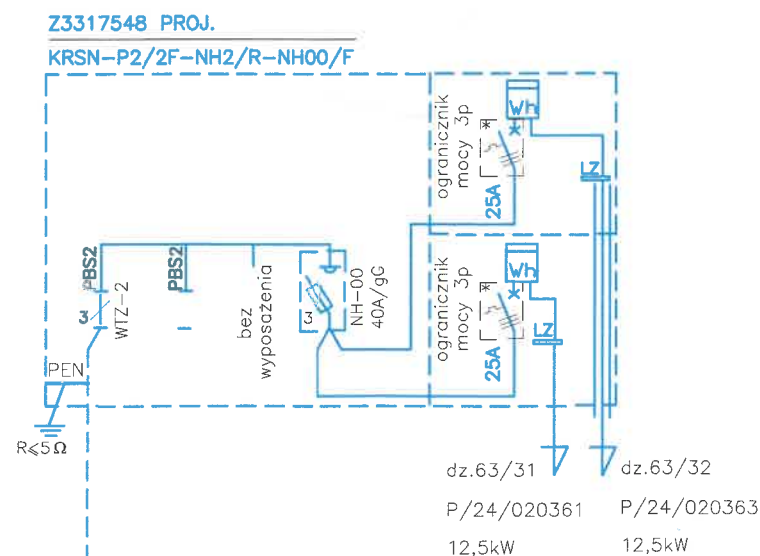 Z3317548 PROJ.
KRSN-P2/2F-NH2/R-NH00/F
ogranicznik
mocy 3p
*
25A
Wh
LZ
ogranicznik
mocy 3p
*
25A
Wh
LZ
PBS2
3
WTZ-2
PBS2
bez
wyposażenia
3
NH-00
40A/gG
PEN
R⩽5Ω
dz.63/31
P/24/020361
12,5kW
dz.63/32
P/24/020363
12,5kW